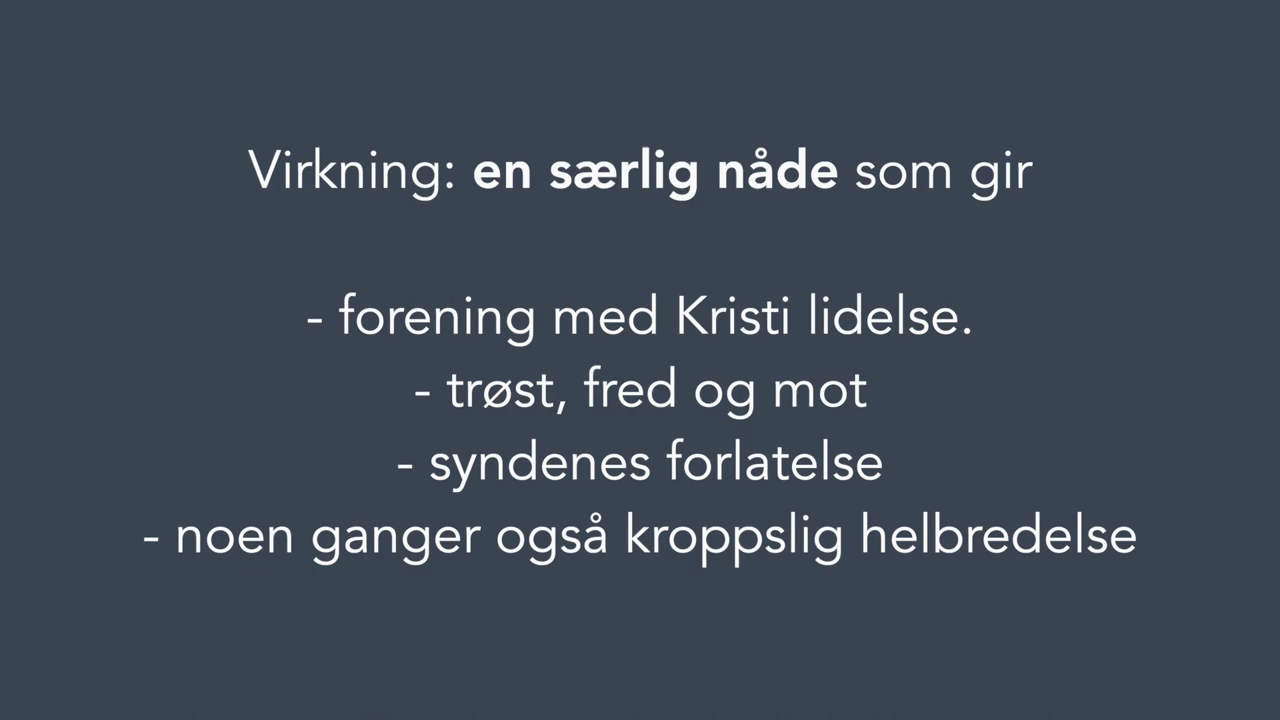 Virkning: en særlig nåde som gir
- forening med Kristi lidelse.
- trøst, fred og mot
- syndenes forlatelse
- noen ganger også kroppslig helbredelse